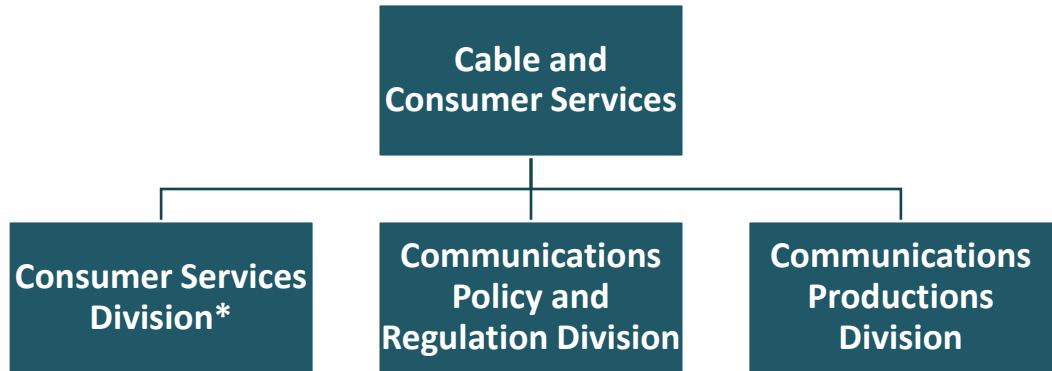 Cable and
Consumer Services
Consumer Services
Division*
Communications
Policy and
Regulation Division
Communications
Productions
Division